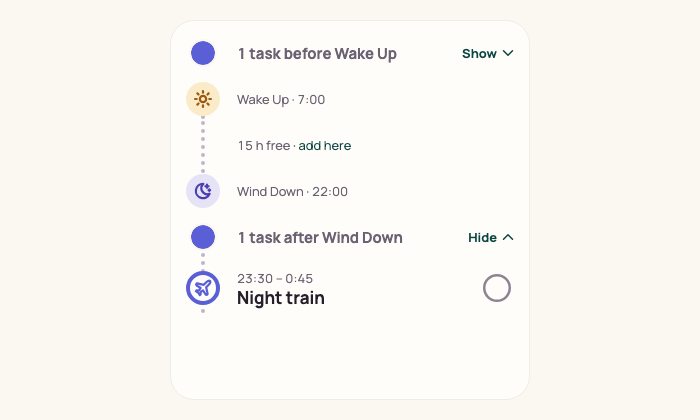 1 task before Wake Up Show
Wake Up · 7:00
15 h free · add here
Wind Down · 22:00
1 task after Wind Down Hide
23:30 – 0:45
Night train